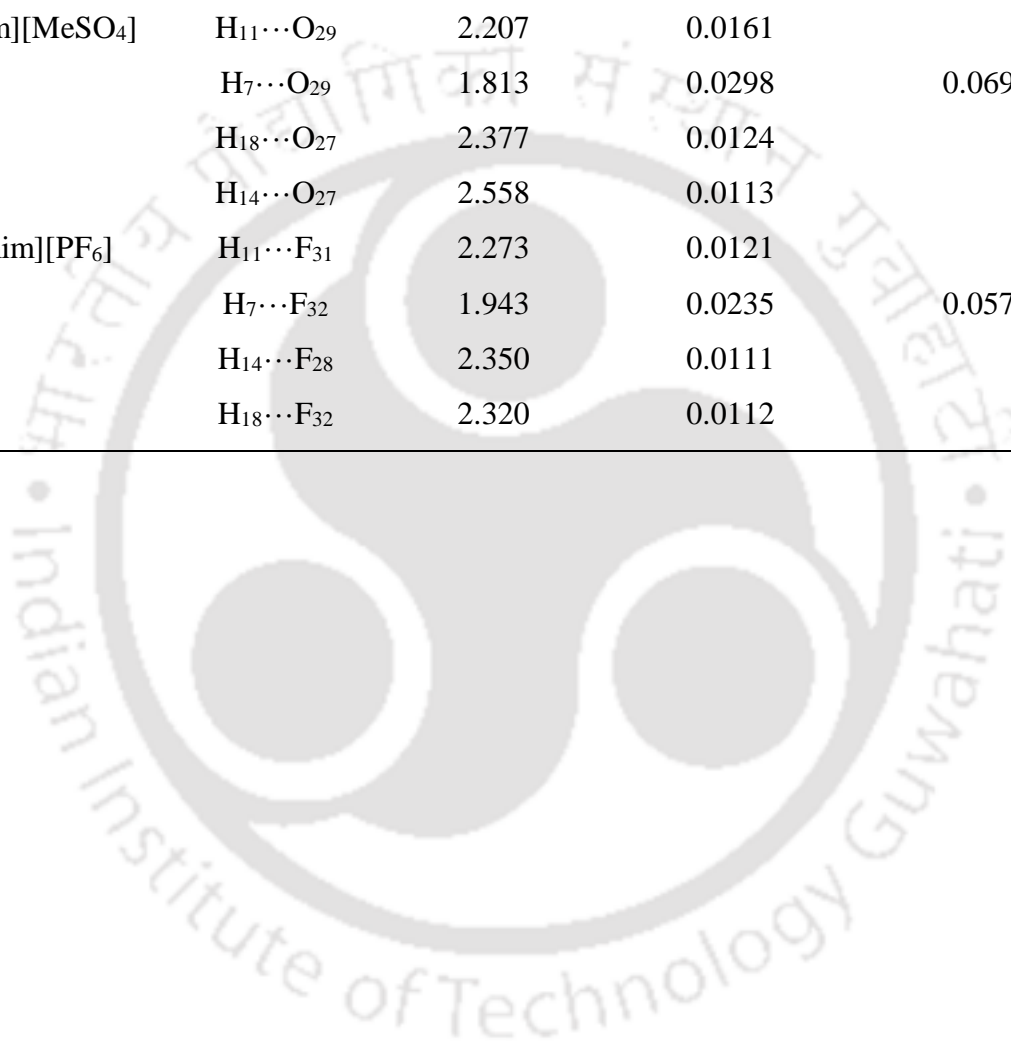 n][MeSO₄] H₁₁···O₂₉ 2.207 0.0161
H₇···O₂₉ 1.813 0.0298 0.069
H₁₈···O₂₇ 2.377 0.0124
H₁₄···O₂₇ 2.558 0.0113
im][PF₆] H₁₁···F₃₁ 2.273 0.0121
H₇···F₃₂ 1.943 0.0235 0.057
H₁₄···F₂₈ 2.350 0.0111
H₁₈···F₃₂ 2.320 0.0112
भारतीय प्रौद्योगिकी संस्थान गुवाहाटी
• Indian Institute of Technology Guwahati •